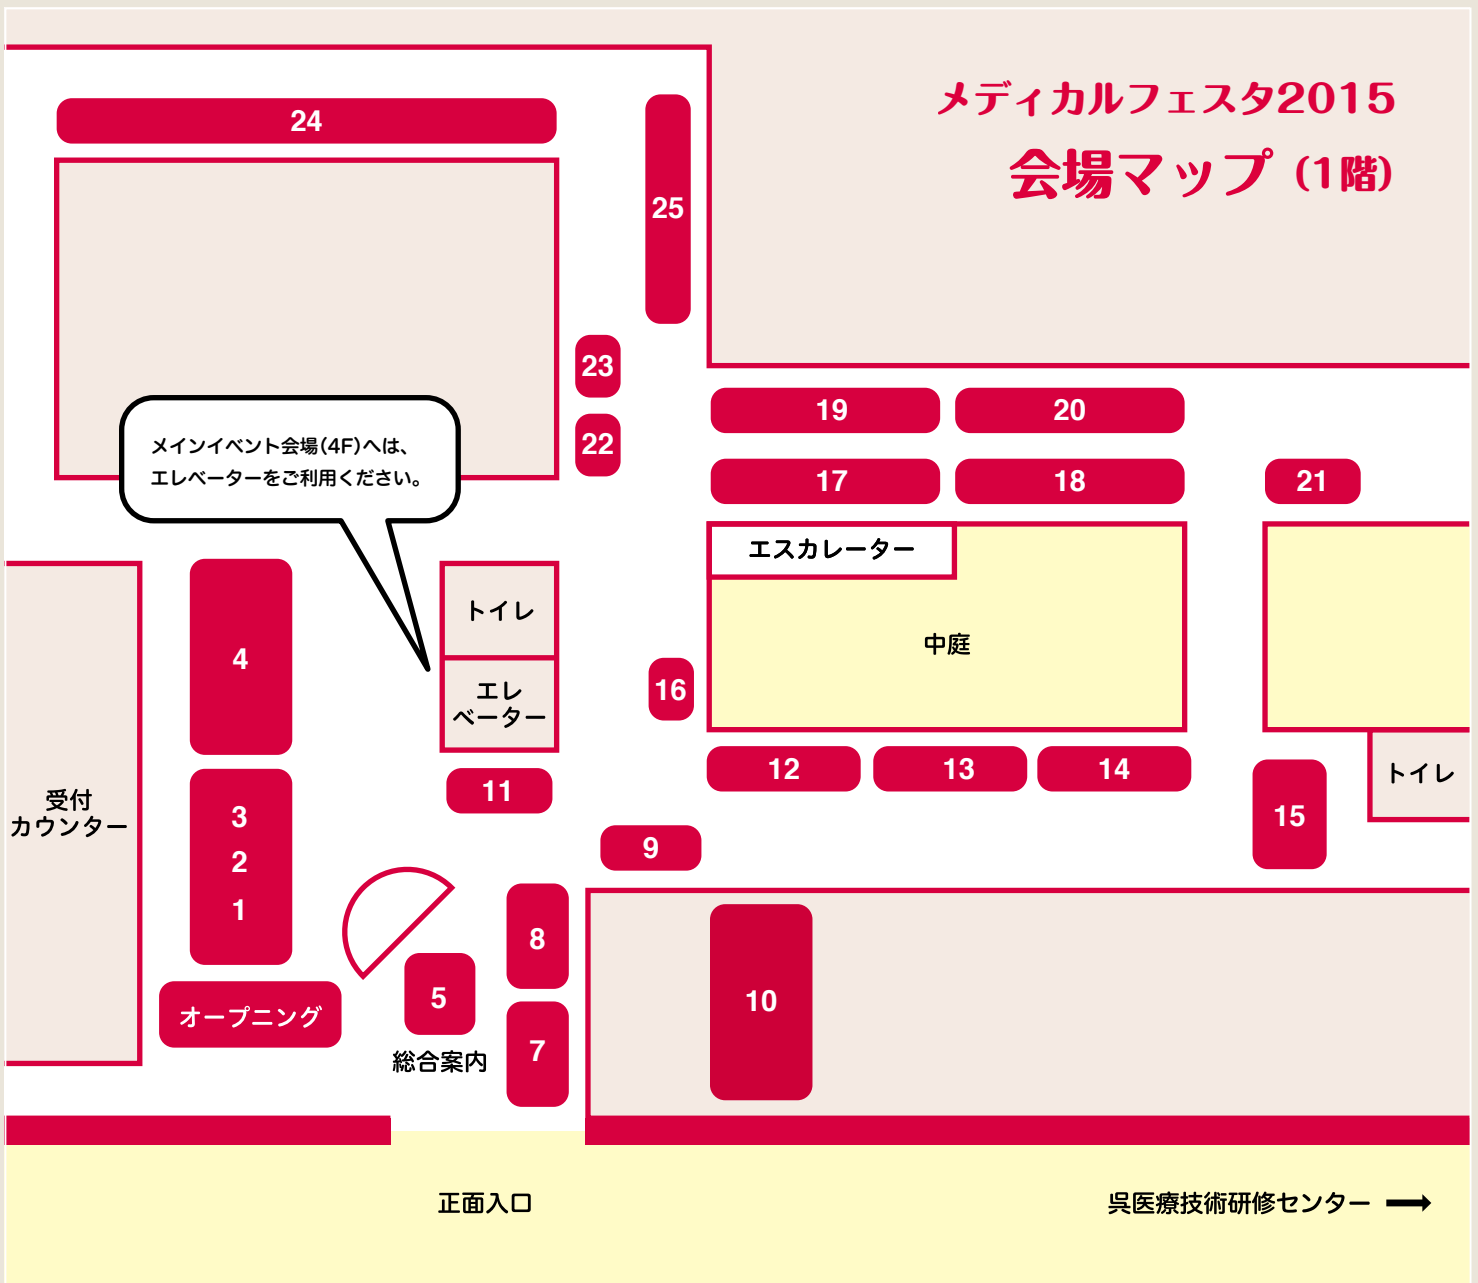 メディカルフェスタ2015
会場マップ（1階）
24
25
23
22
19
20
17
18
21
メインイベント会場（4F）へは、
エレベーターをご利用ください。
エスカレーター
中庭
トイレ
エレ
ベーター
4
16
12
13
14
11
トイレ
15
受付
カウンター
3
2
1
9
8
5
10
オープニング
7
総合案内
正面入口
呉医療技術研修センター